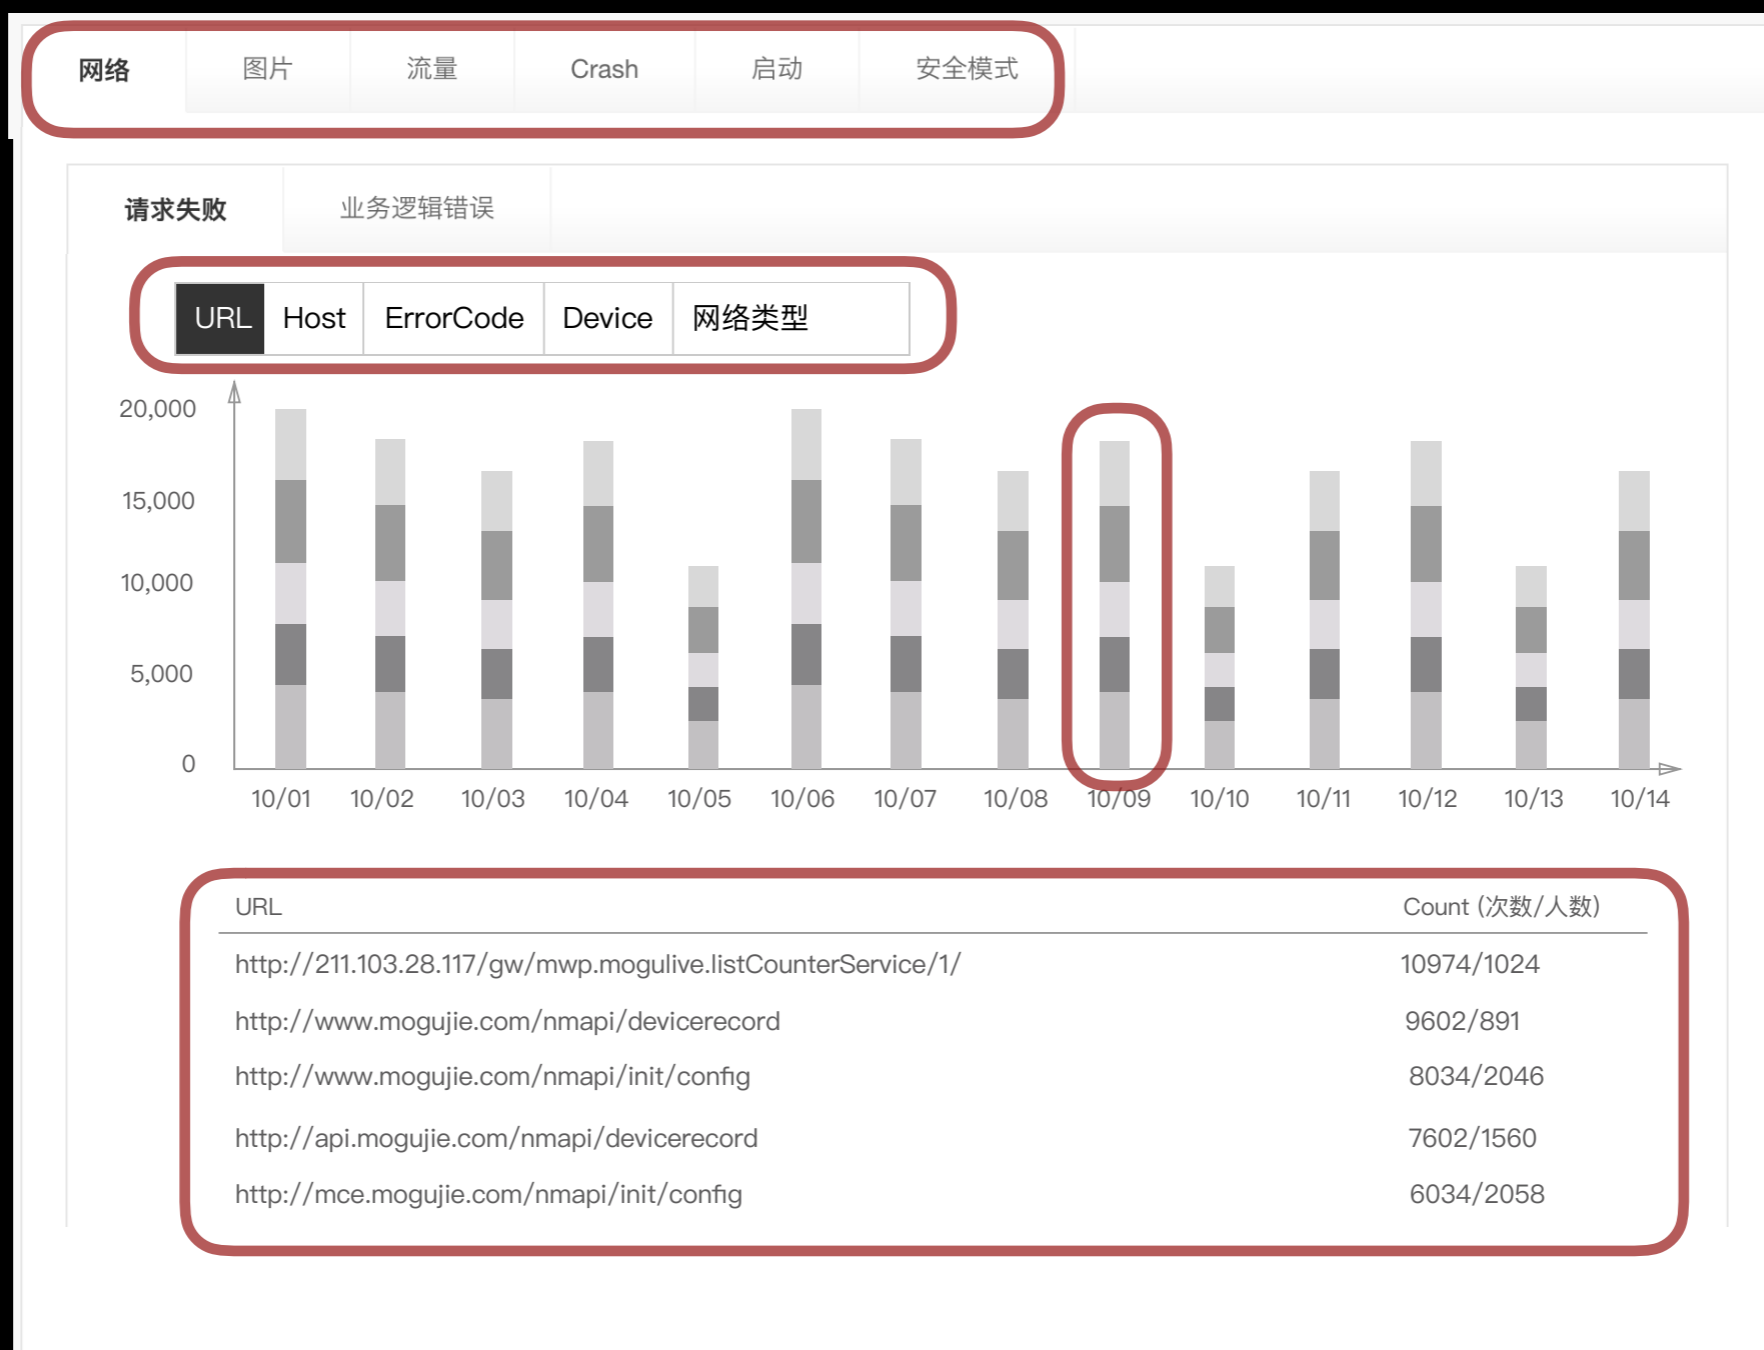 网络 图片 流量 Crash 启动 安全模式
请求失败 业务逻辑错误
URL Host ErrorCode Device 网络类型
20,000
15,000
10,000
5,000
0
10/01 10/02 10/03 10/04 10/05 10/06 10/07 10/08 10/09 10/10 10/11 10/12 10/13 10/14
URL Count (次数/人数)
http://211.103.28.117/gw/mwp.mogulive.listCounterService/1/ 10974/1024
http://www.mogujie.com/nmapi/devicerecord 9602/891
http://www.mogujie.com/nmapi/init/config 8034/2046
http://api.mogujie.com/nmapi/devicerecord 7602/1560
http://mce.mogujie.com/nmapi/init/config 6034/2058